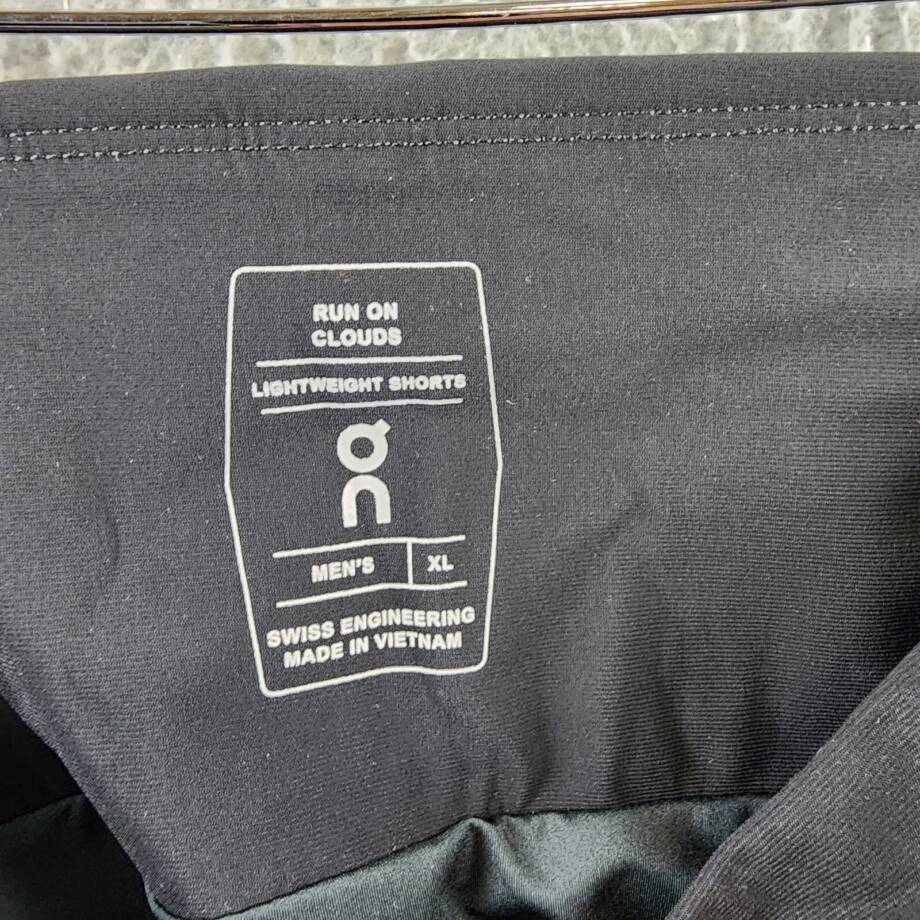 RUN ON
CLOUDS
LIGHTWEIGHT SHORTS
MEN'S XL
SWISS ENGINEERING
MADE IN VIETNAM